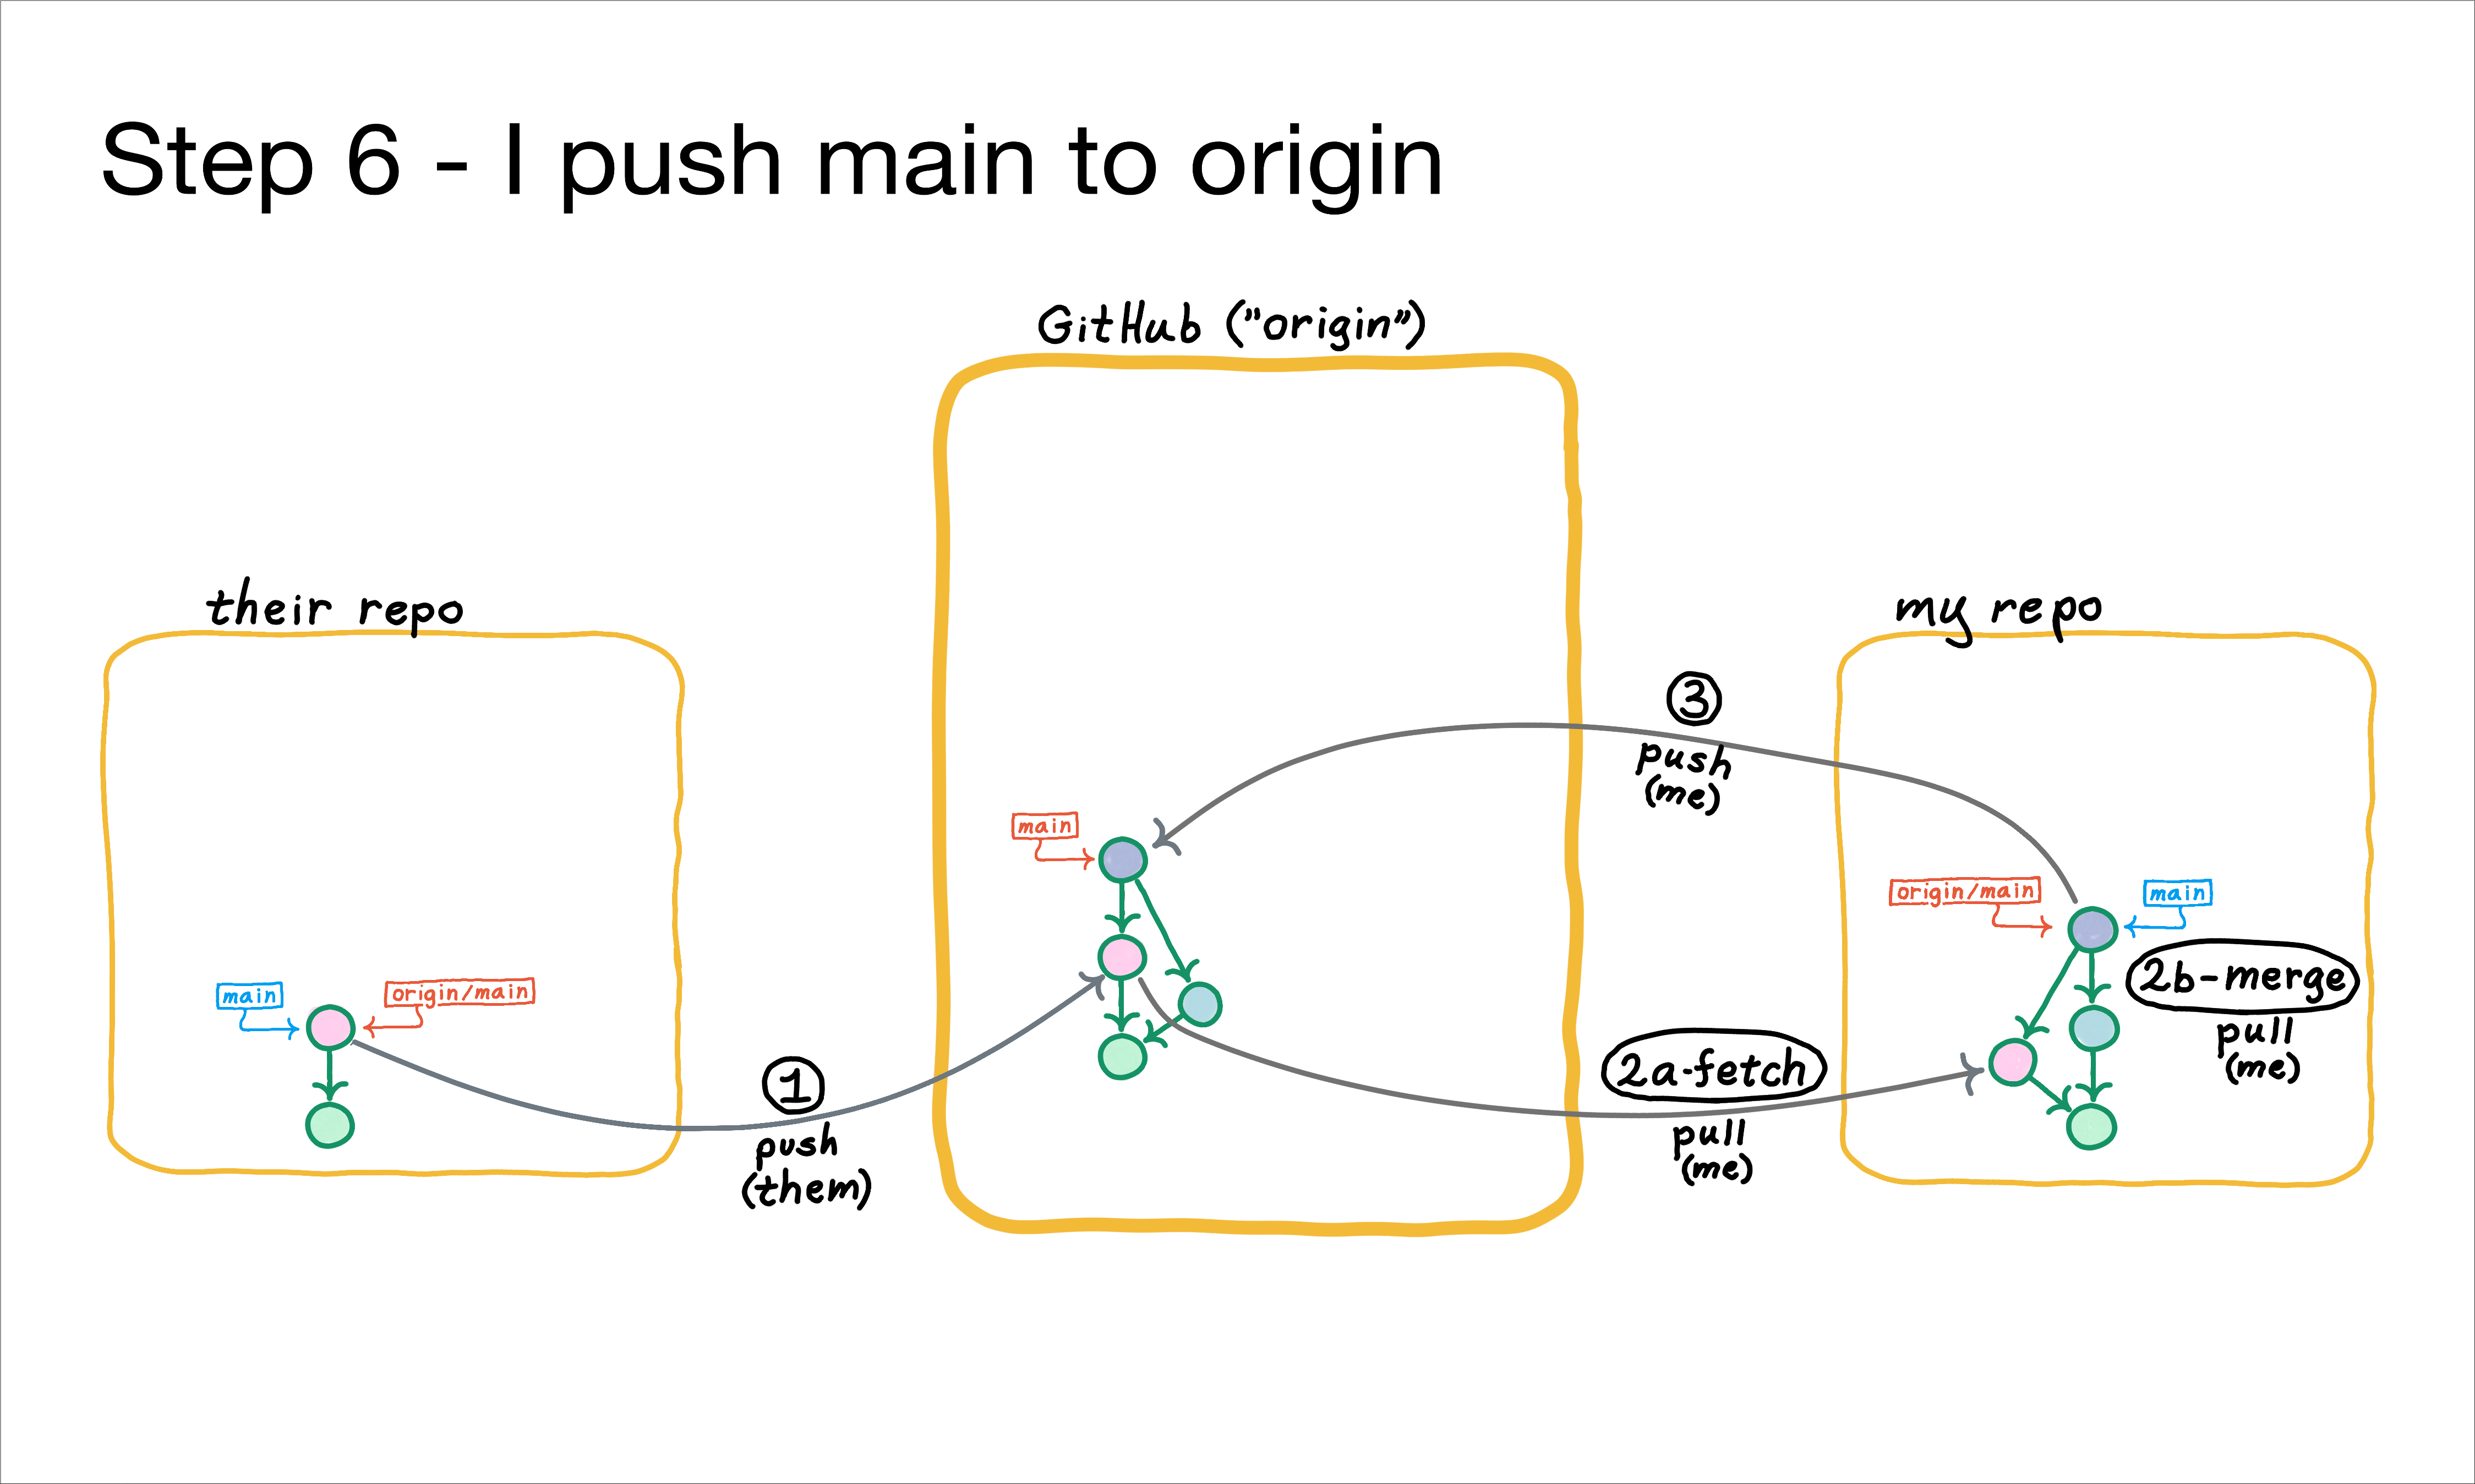 Step 6 - I push main to origin
GitHub ("origin")
their repo
my repo
3
push
(me)
main
origin/main
main
2b-merge
pull
(me)
main
origin/main
1
push
(them)
2a-fetch
pull
(me)